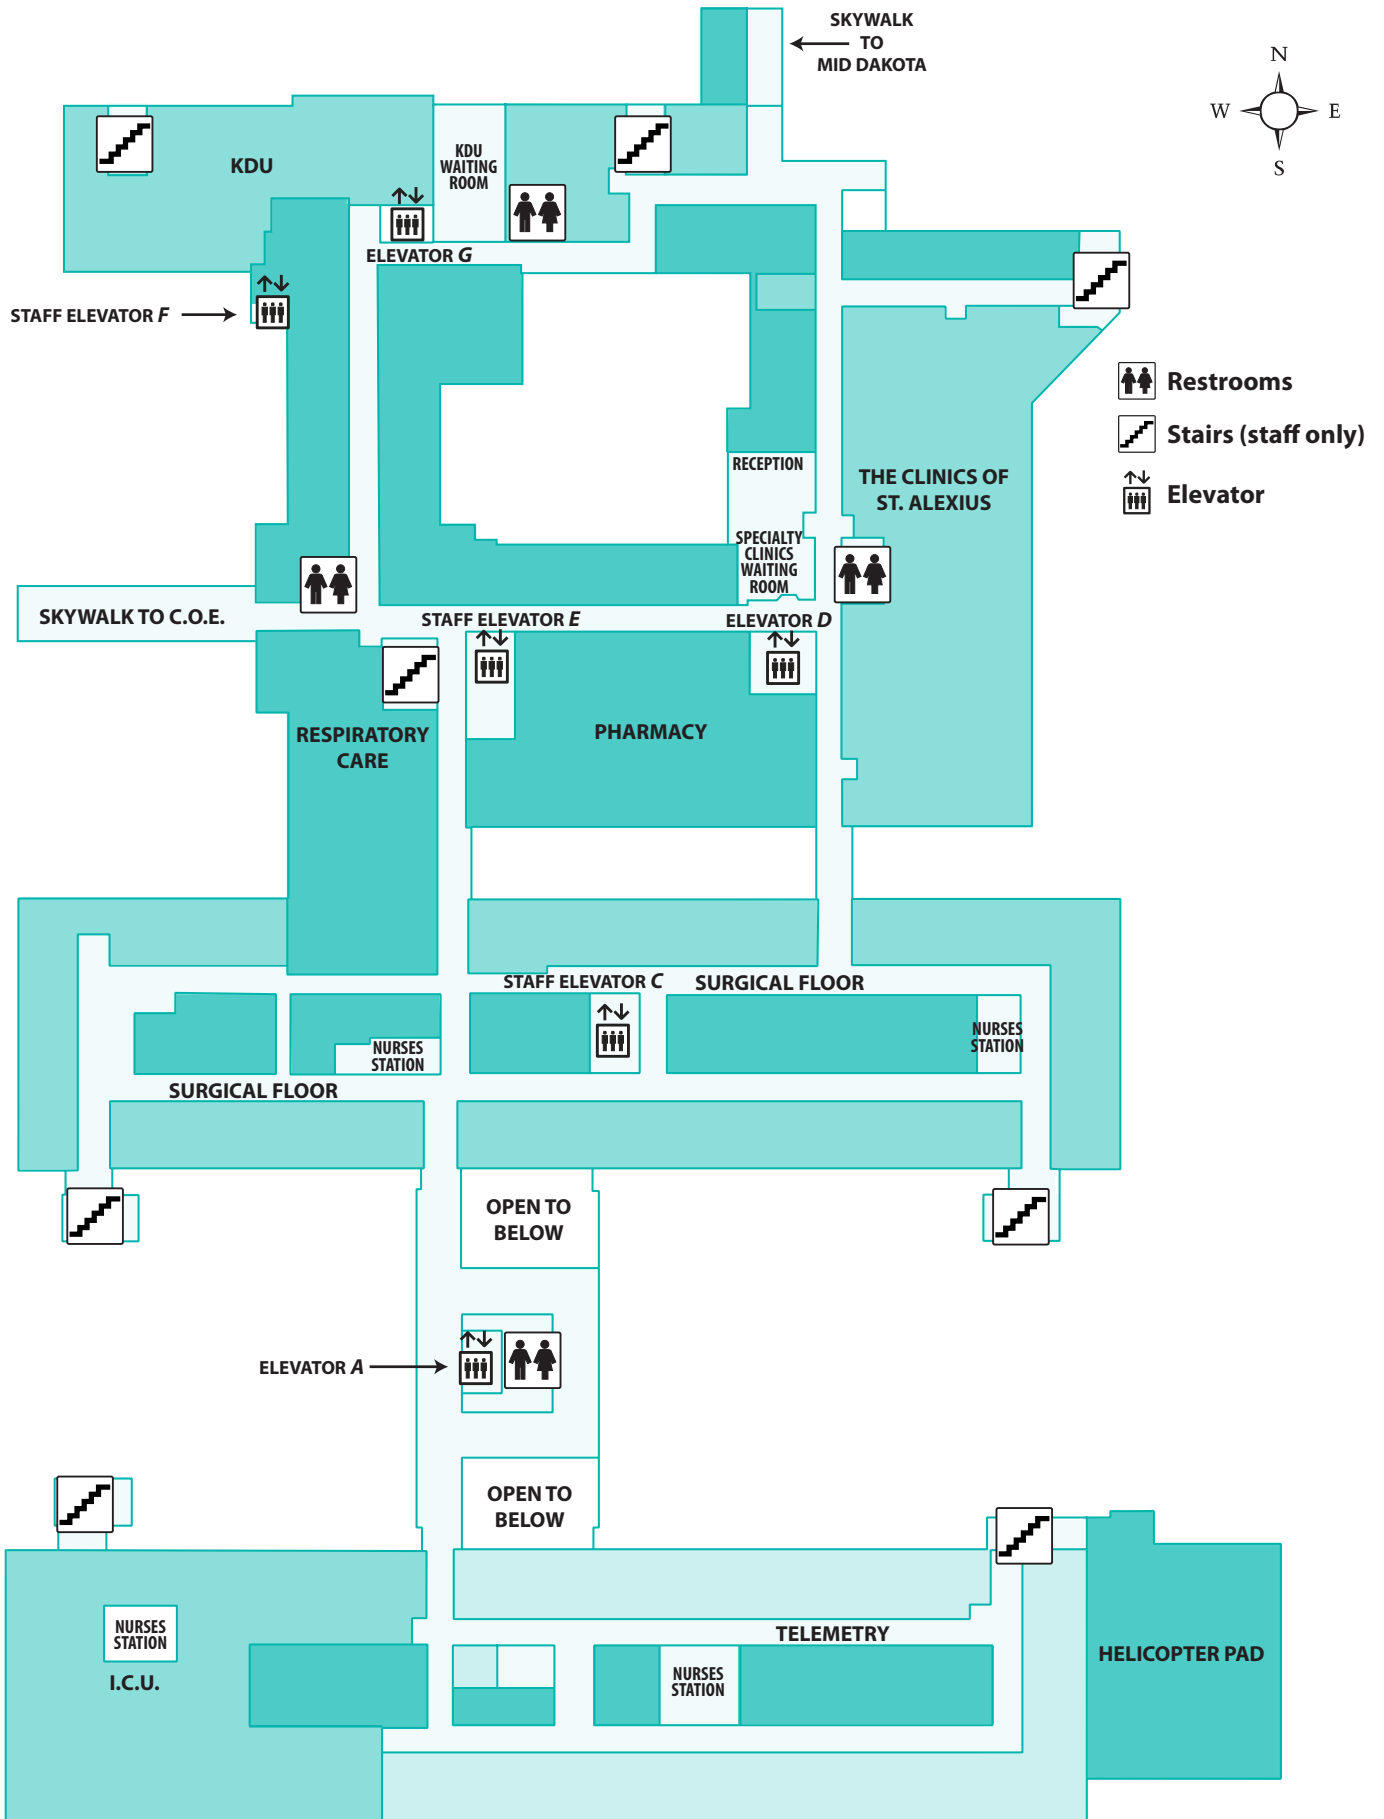 SKYWALK
TO
MID DAKOTA
N
W
E
S
KDU
KDU
WAITING
ROOM
ELEVATOR G
STAFF ELEVATOR F
Restrooms
Stairs (staff only)
Elevator
RECEPTION
THE CLINICS OF
ST. ALEXIUS
SPECIALTY
CLINICS
WAITING
ROOM
SKYWALK TO C.O.E.
STAFF ELEVATOR E
ELEVATOR D
RESPIRATORY
CARE
PHARMACY
STAFF ELEVATOR C
SURGICAL FLOOR
NURSES
STATION
NURSES
STATION
SURGICAL FLOOR
OPEN TO
BELOW
ELEVATOR A
OPEN TO
BELOW
NURSES
STATION
I.C.U.
TELEMETRY
NURSES
STATION
HELICOPTER PAD